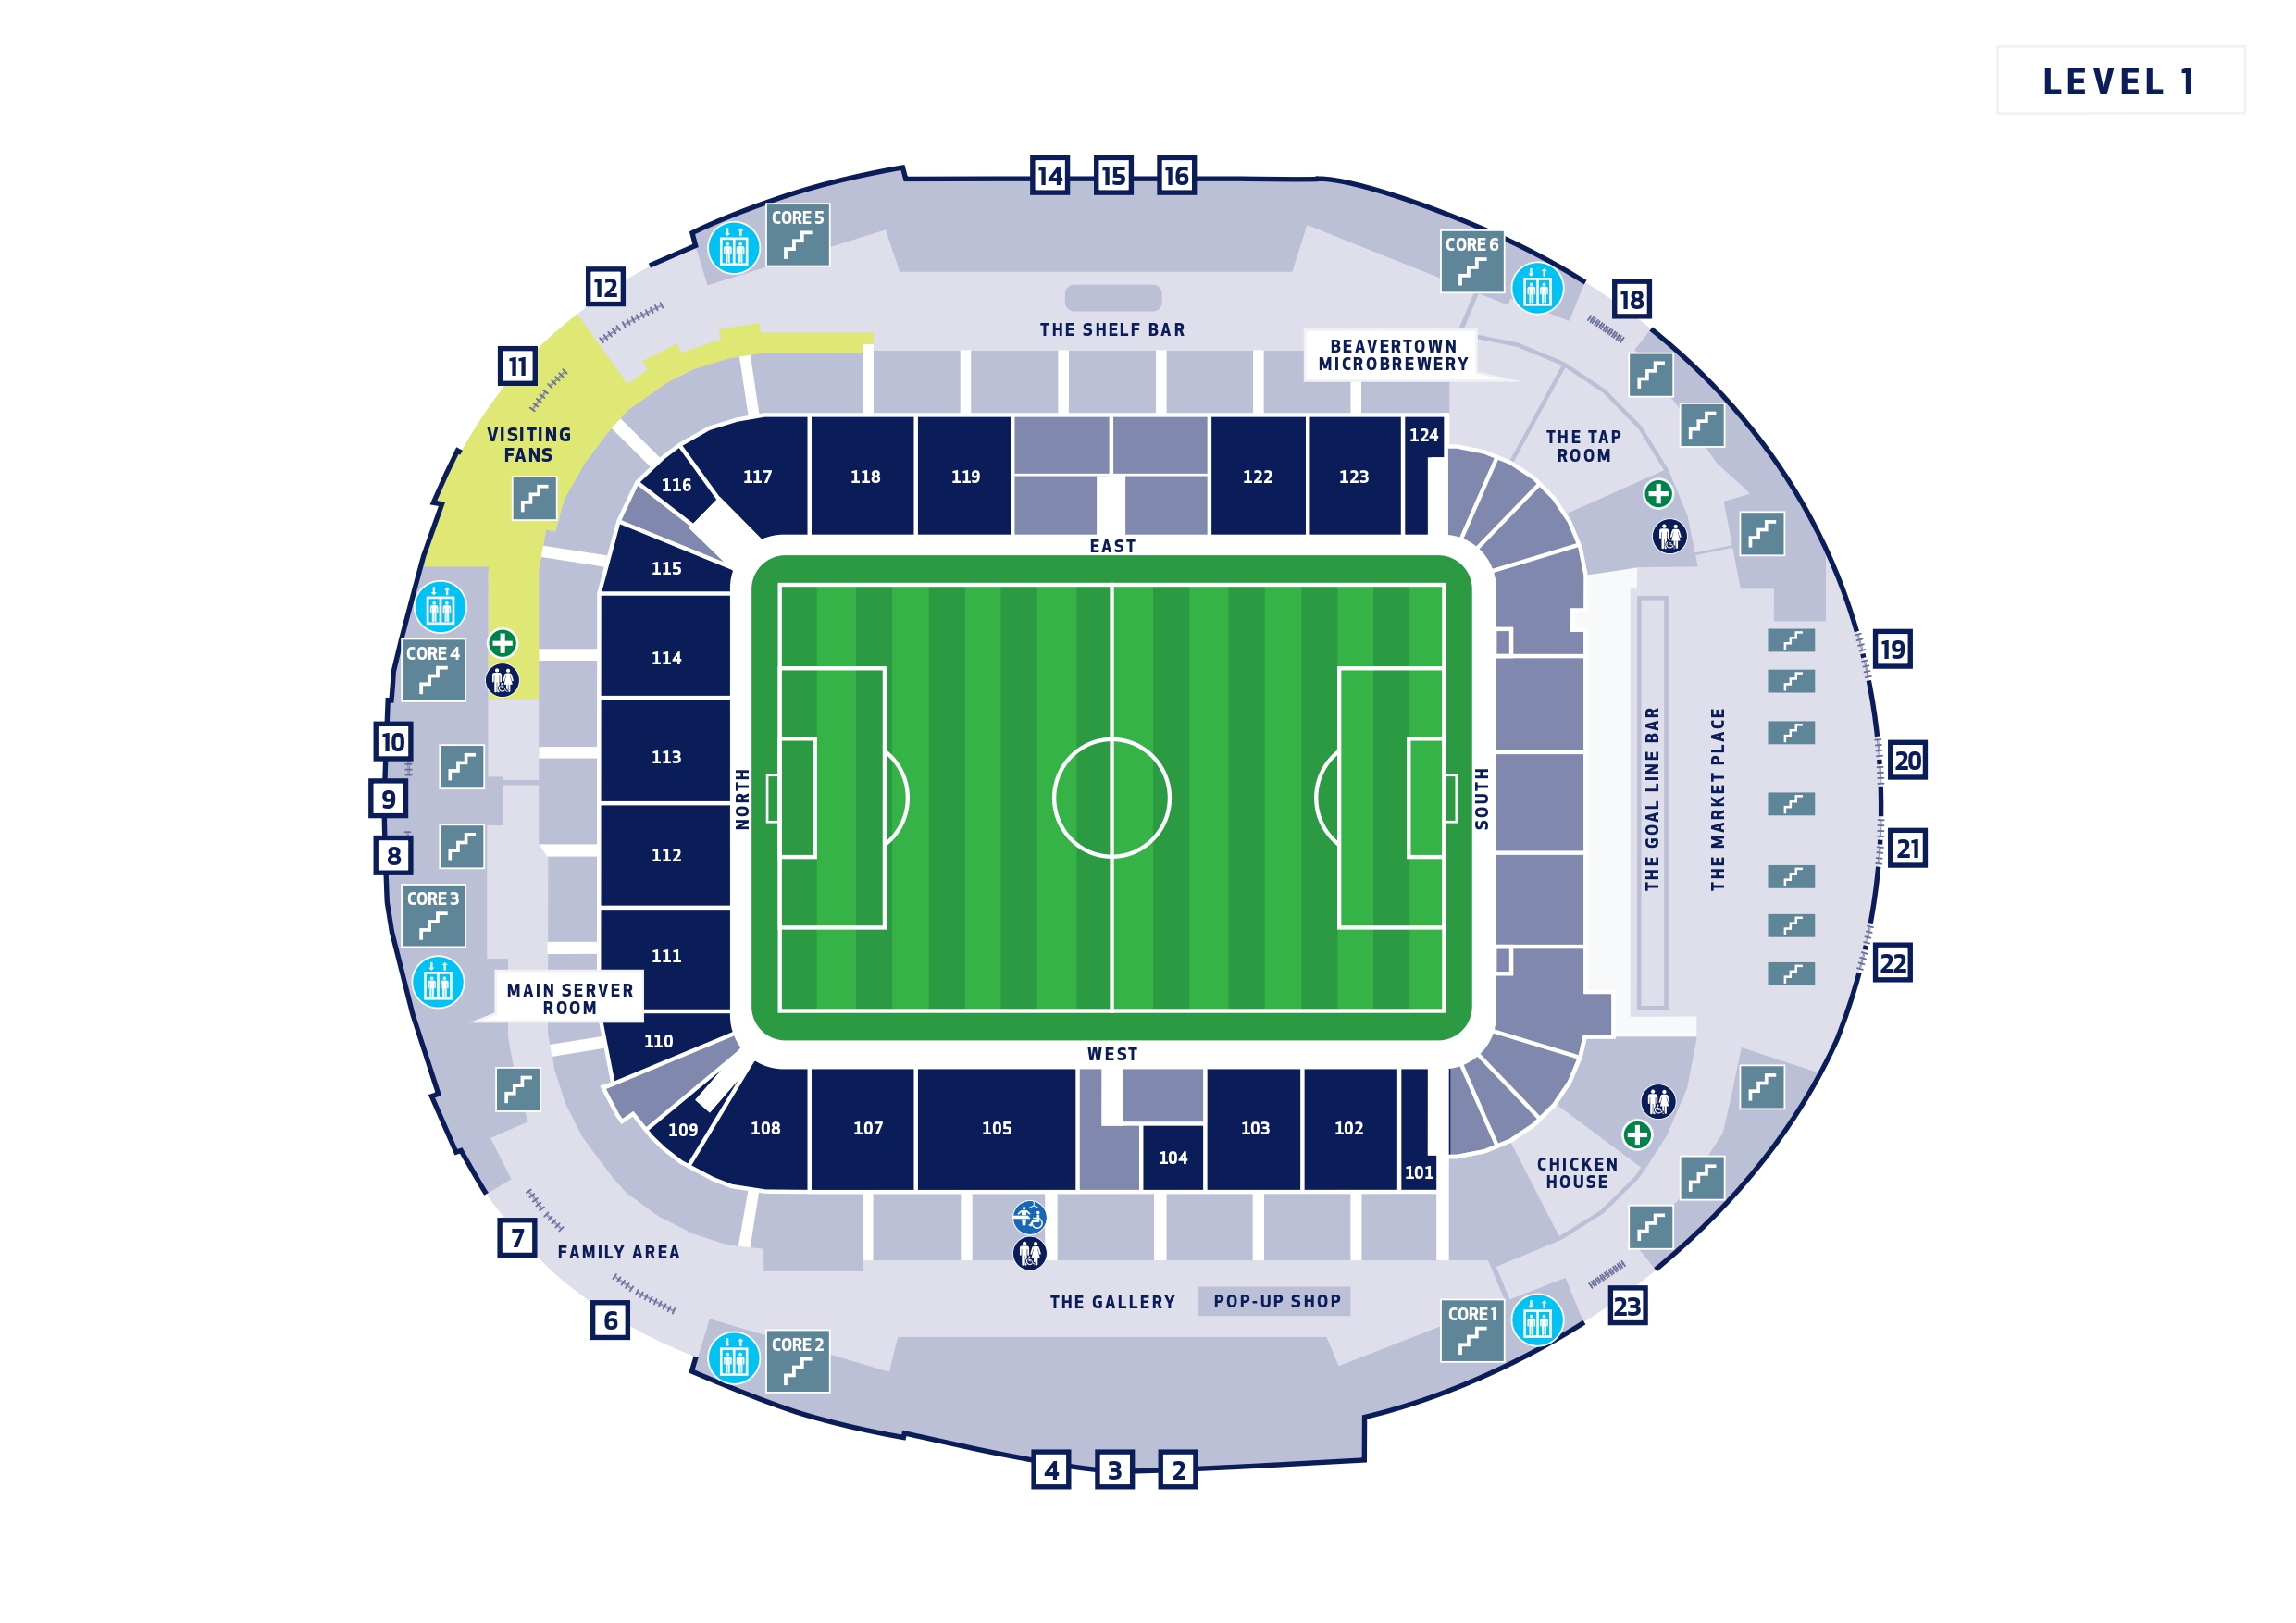 LEVEL 1
14
15
16
CORE 5
CORE 6
12
18
THE SHELF BAR
BEAVERTOWN
MICROBREWERY
11
VISITING
FANS
THE TAP
ROOM
116
117
118
119
122
123
124
EAST
115
114
113
112
111
110
CORE 4
10
9
8
CORE 3
NORTH
SOUTH
THE GOAL LINE BAR
THE MARKET PLACE
19
20
21
22
MAIN SERVER
ROOM
WEST
109
108
107
105
104
103
102
101
CHICKEN
HOUSE
7
FAMILY AREA
6
THE GALLERY
POP-UP SHOP
CORE 1
23
CORE 2
4
3
2